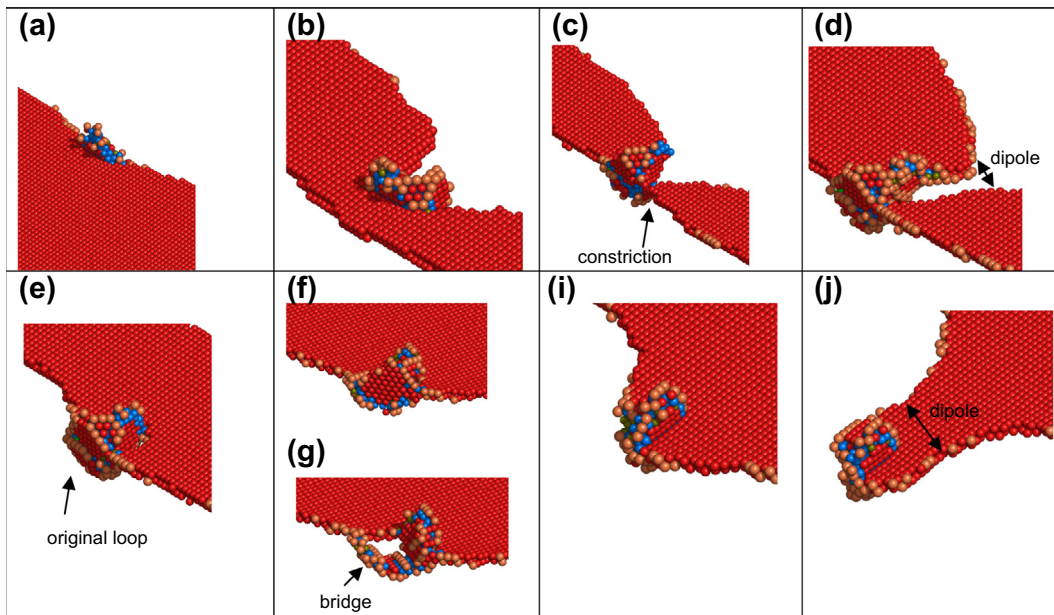 (a)
(b)
(c)
(d)
dipole
constriction
(e)
(f)
(i)
(j)
dipole
(g)
original loop
bridge